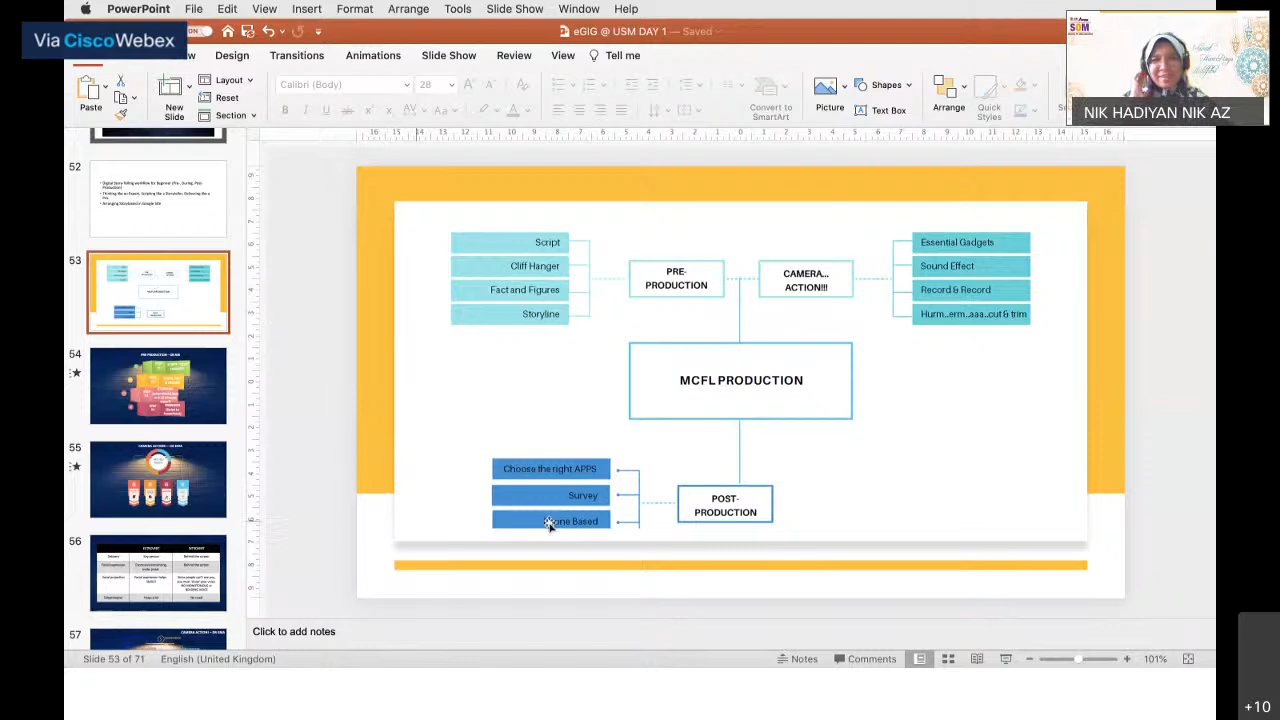 PowerPoint File Edit View Insert Format Arrange Tools Slide Show Window Help
Via Cisco Webex
ON
eGIG @ USM DAY 1 — Saved
Design Transitions Animations Slide Show Review View Tell me
Paste
New Slide
Layout
Reset
Section
Calibri (Body) 28
Convert to SmartArt
Picture
Shapes
Text Box
Arrange
Quick Styles
SOM
NIK HADIYAN NIK AZ
52
53
54
55
56
57
Script
Cliff Hanger
Fact and Figures
Storyline
PRE-
PRODUCTION
CAMERA...
ACTION!!!
Essential Gadgets
Sound Effect
Record & Record
Hurm..erm..aaa..cut & trim
MCFL PRODUCTION
Choose the right APPS
Survey
Based
POST-
PRODUCTION
Click to add notes
Slide 53 of 71 English (United Kingdom) Notes Comments 101%
+10